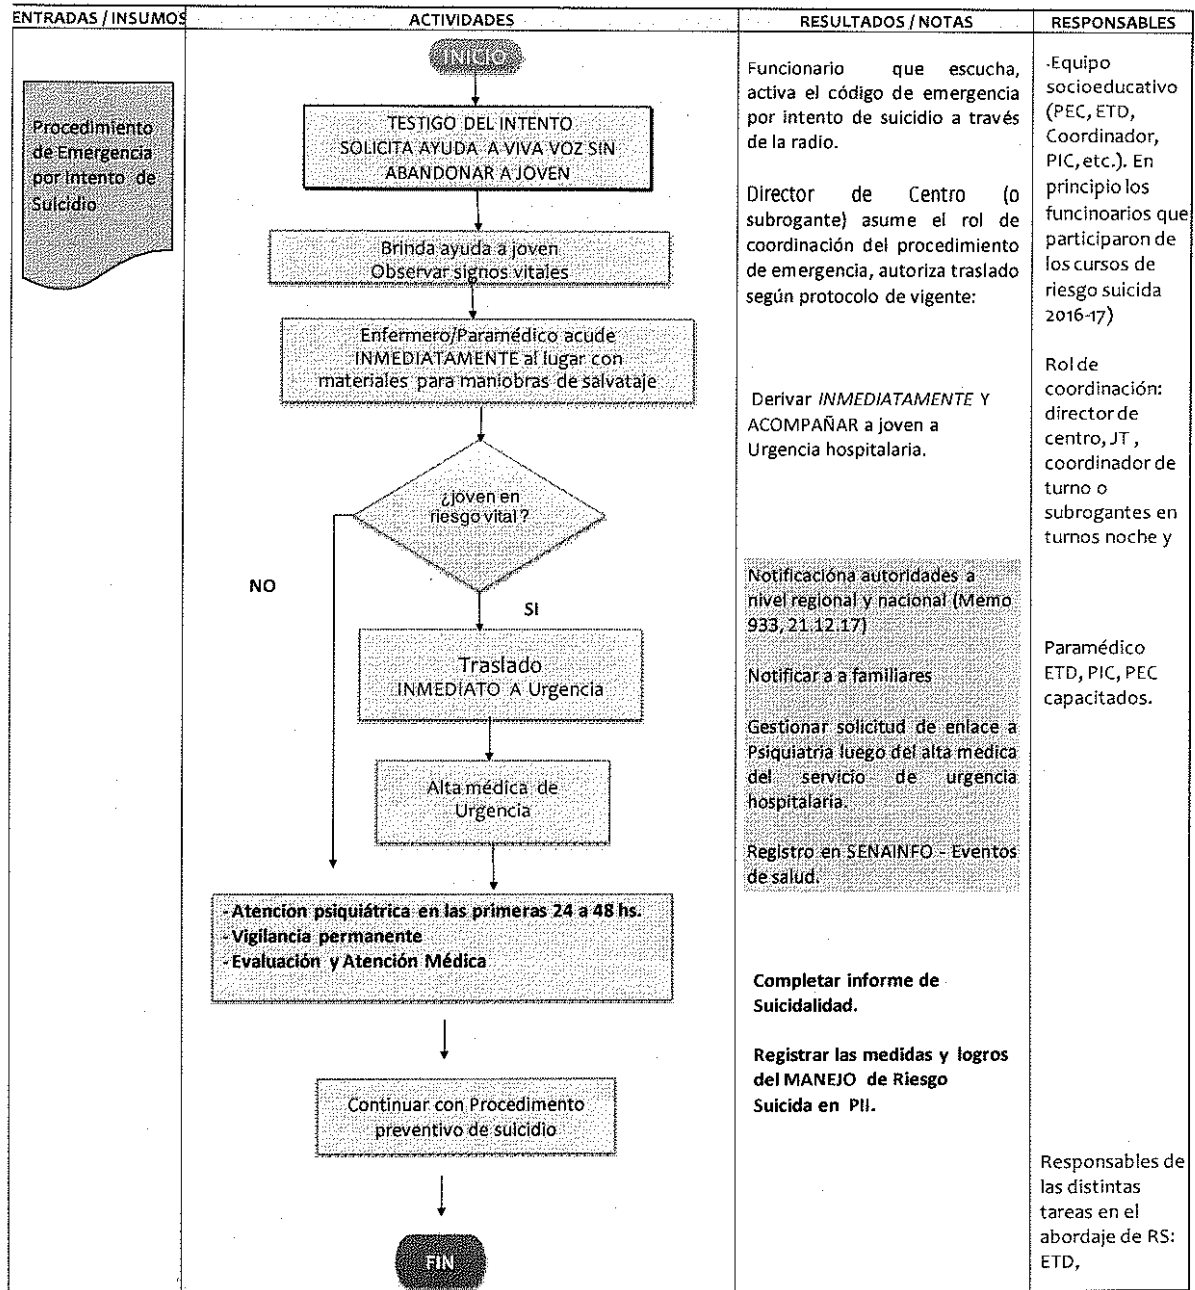 ENTRADAS / INSUMOS
ACTIVIDADES
RESULTADOS / NOTAS
RESPONSABLES
Procedimiento
de Emergencia
por Intento de
Suicidio
INICIO
TESTIGO DEL INTENTO
SOLICITA AYUDA A VIVA VOZ SIN
ABANDONAR A JOVEN
Brinda ayuda a joven
Observar signos vitales
Enfermero/Paramédico acude
INMEDIATAMENTE al lugar con
materiales para maniobras de salvataje
¿joven en
riesgo vital ?
NO
SI
Traslado
INMEDIATO A Urgencia
Alta médica de
Urgencia
- Atencion psiquiátrica en las primeras 24 a 48 hs.
- Vigilancia permanente
- Evaluación y Atención Médica
Continuar con Procedimento
preventivo de suicidio
FIN
Funcionario que escucha,
activa el código de emergencia
por intento de suicidio a través
de la radio.
Director de Centro (o
subrogante) asume el rol de
coordinación del procedimiento
de emergencia, autoriza traslado
según protocolo de vigente:
Derivar INMEDIATAMENTE Y
ACOMPAÑAR a joven a
Urgencia hospitalaria.
Notificacióna autoridades a
nivel regional y nacional (Memo
933, 21.12.17)
Notificar a a familiares
Gestionar solicitud de enlace a
Psiquiatría luego del alta médica
del servicio de urgencia
hospitalaria.
Registro en SENAINFO - Eventos
de salud.
Completar informe de
Suicidalidad.
Registrar las medidas y logros
del MANEJO de Riesgo
Suicida en PII.
-Equipo
socioeducativo
(PEC, ETD,
Coordinador,
PIC, etc.). En
principio los
funcinoarios que
participaron de
los cursos de
riesgo suicida
2016-17)
Rol de
coordinación:
director de
centro, JT ,
coordinador de
turno o
subrogantes en
turnos noche y
Paramédico
ETD, PIC, PEC
capacitados.
Responsables de
las distintas
tareas en el
abordaje de RS:
ETD,